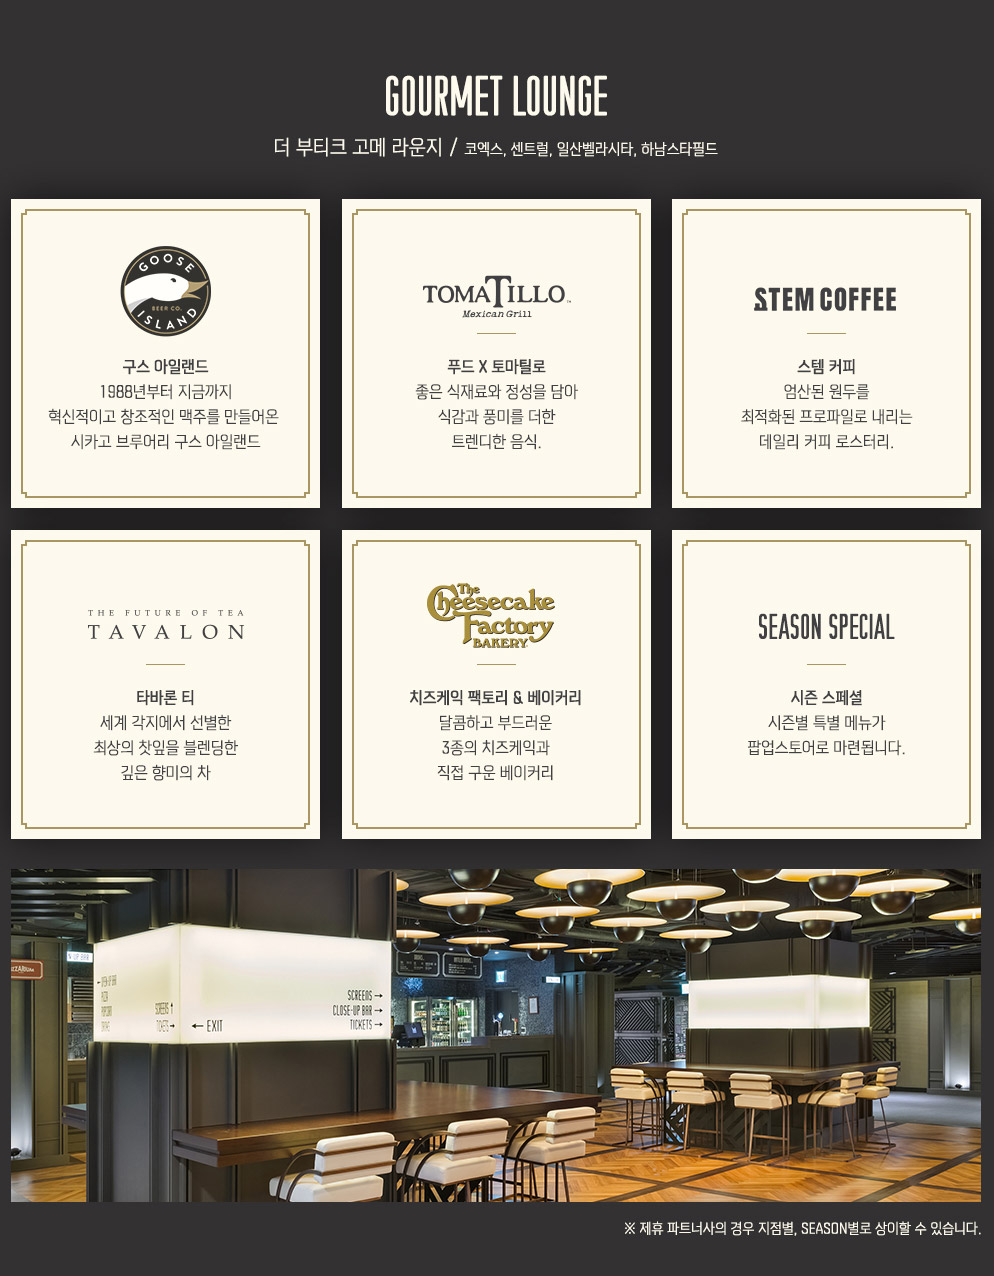 GOURMET LOUNGE
더 부티크 고메 라운지 / 코엑스, 센트럴, 일산벨라시타, 하남스타필드
GOOSE
BEER CO.
ISLAND
구스 아일랜드
1988년부터 지금까지
혁신적이고 창조적인 맥주를 만들어온
시카고 브루어리 구스 아일랜드
TOMATILLO
Mexican Grill
푸드 X 토마틸로
좋은 식재료와 정성을 담아
식감과 풍미를 더한
트렌디한 음식.
STEM COFFEE
스템 커피
엄산된 원두를
최적화된 프로파일로 내리는
데일리 커피 로스터리.
THE FUTURE OF TEA
TAVALON
타바론 티
세계 각지에서 선별한
최상의 찻잎을 블렌딩한
깊은 향미의 차
The
Cheesecake
Factory
BAKERY
치즈케익 팩토리 & 베이커리
달콤하고 부드러운
3종의 치즈케익과
직접 구운 베이커리
SEASON SPECIAL
시즌 스페셜
시즌별 특별 메뉴가
팝업스토어로 마련됩니다.
SCREENS →
CLOSE-UP BAR →
TICKETS →
← EXIT
SCREENS ↑
TICKETS →
※ 제휴 파트너사의 경우 지점별, SEASON별로 상이할 수 있습니다.